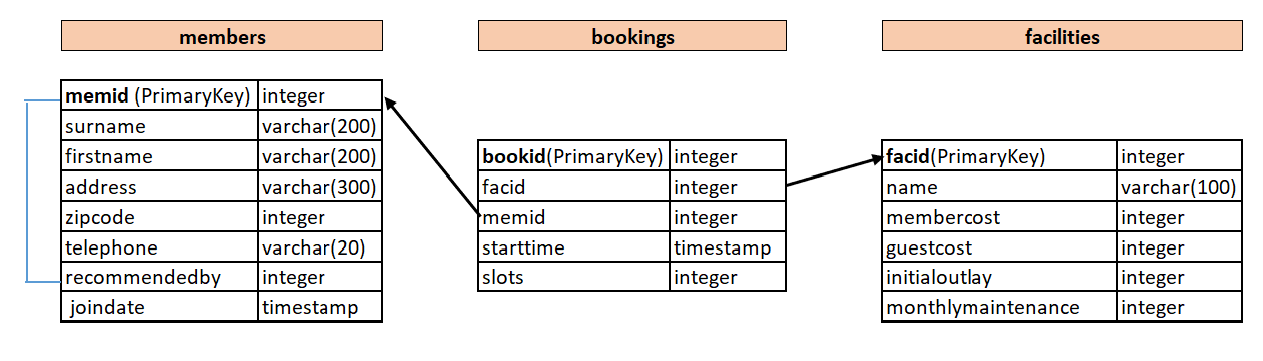 members
memid (PrimaryKey) integer
surname varchar(200)
firstname varchar(200)
address varchar(300)
zipcode integer
telephone varchar(20)
recommendedby integer
joindate timestamp
bookings
bookid(PrimaryKey) integer
facid integer
memid integer
starttime timestamp
slots integer
facilities
facid(PrimaryKey) integer
name varchar(100)
membercost integer
guestcost integer
initialoutlay integer
monthlymaintenance integer